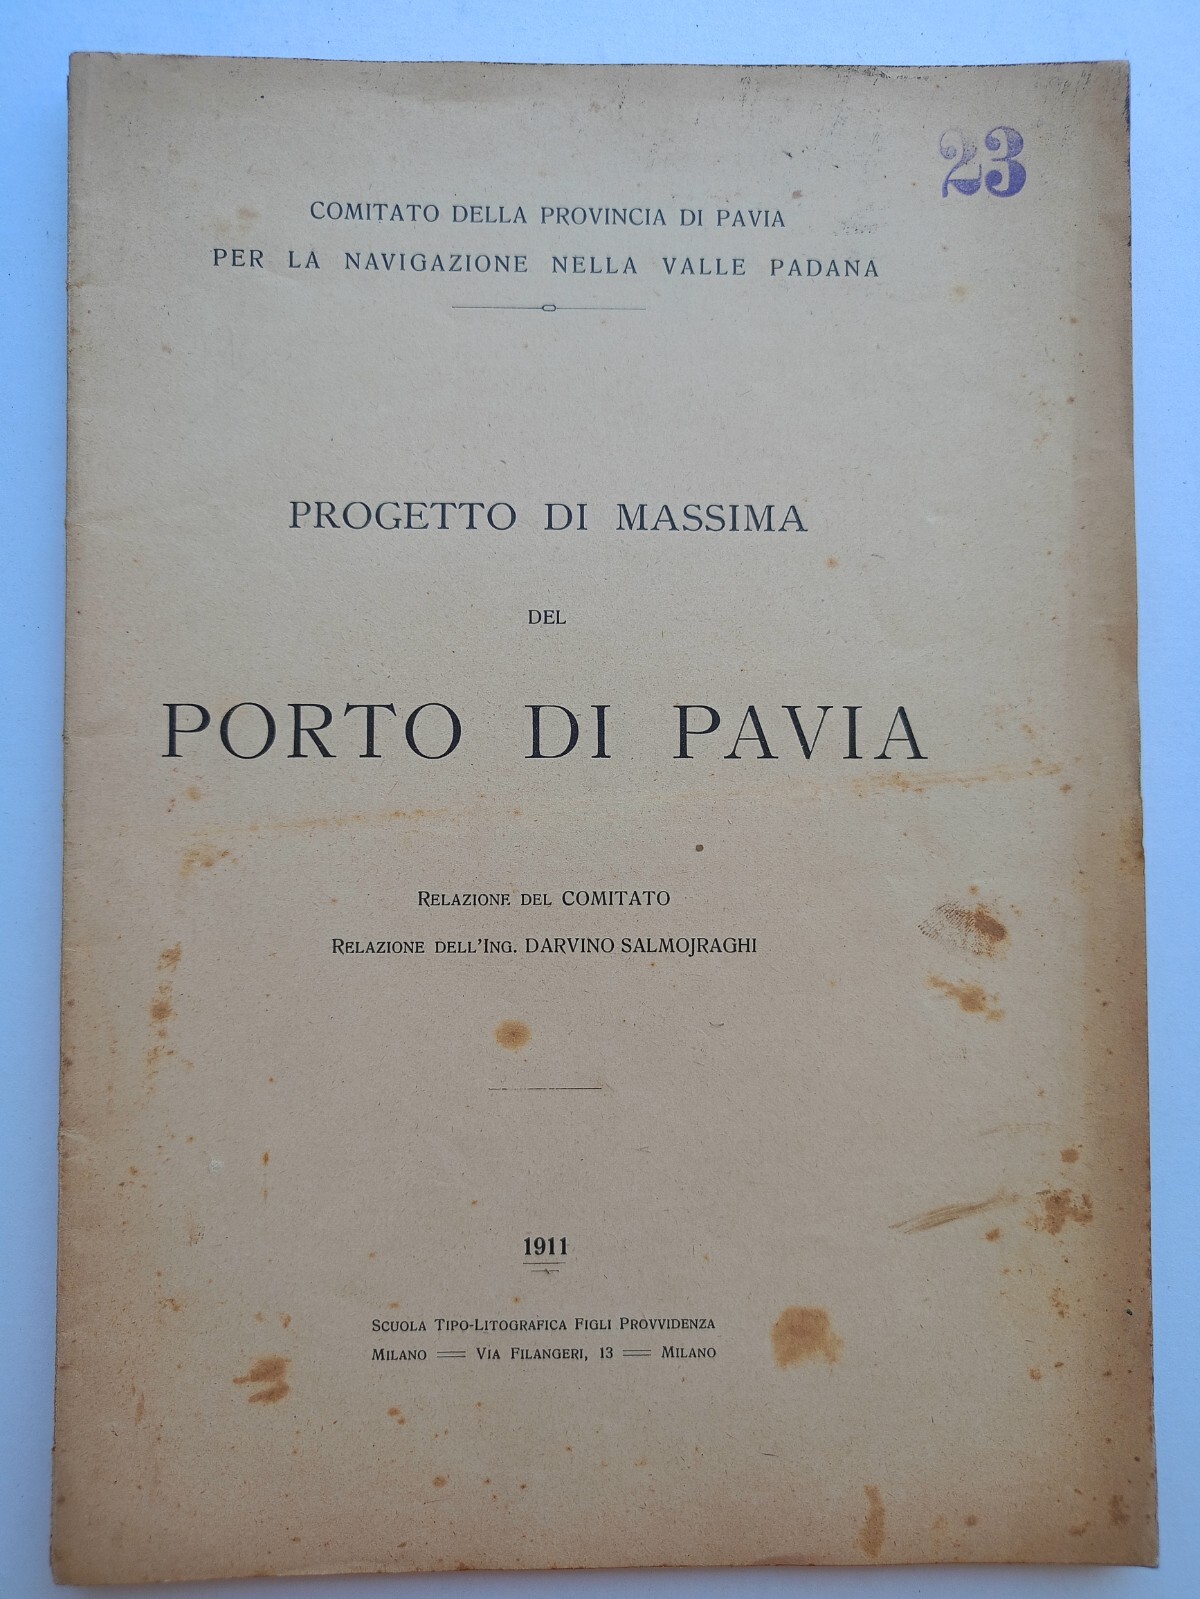 23
COMITATO DELLA PROVINCIA DI PAVIA
PER LA NAVIGAZIONE NELLA VALLE PADANA
PROGETTO DI MASSIMA
DEL
PORTO DI PAVIA
RELAZIONE DEL COMITATO
RELAZIONE DELL'ING. DARVINO SALMOJRAGHI
1911
SCUOLA TIPO-LITOGRAFICA FIGLI PROVVIDENZA
MILANO == VIA FILANGERI, 13 == MILANO